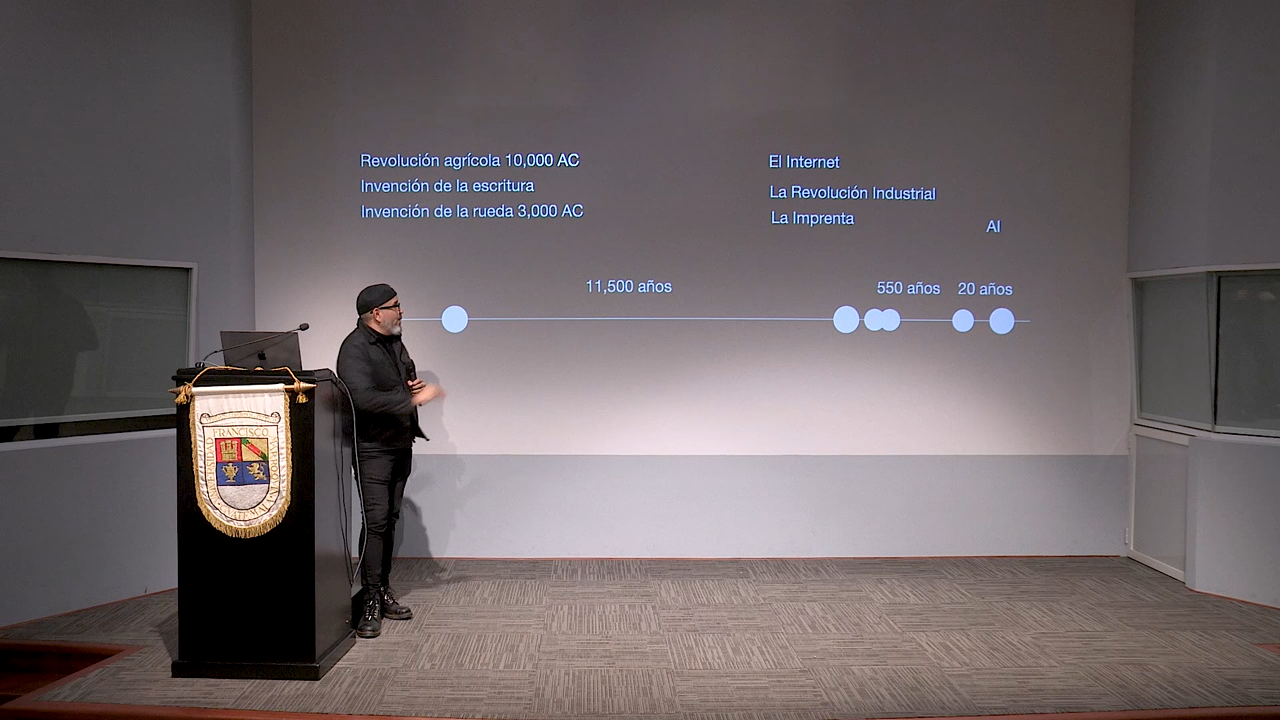 Revolución agrícola 10,000 AC
Invención de la escritura
Invención de la rueda 3,000 AC
El Internet
La Revolución Industrial
La Imprenta
AI
11,500 años
550 años
20 años
FRANCISCO
GUATEMALA